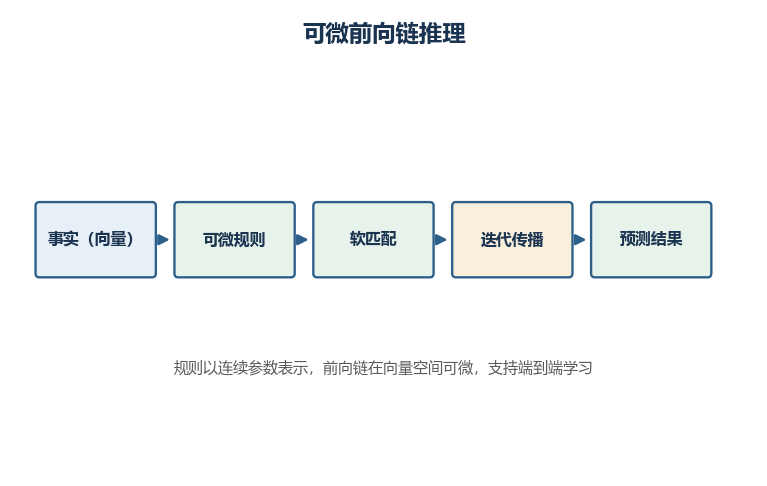 可微前向链推理
事实（向量）
可微规则
软匹配
迭代传播
预测结果
规则以连续参数表示，前向链在向量空间可微，支持端到端学习